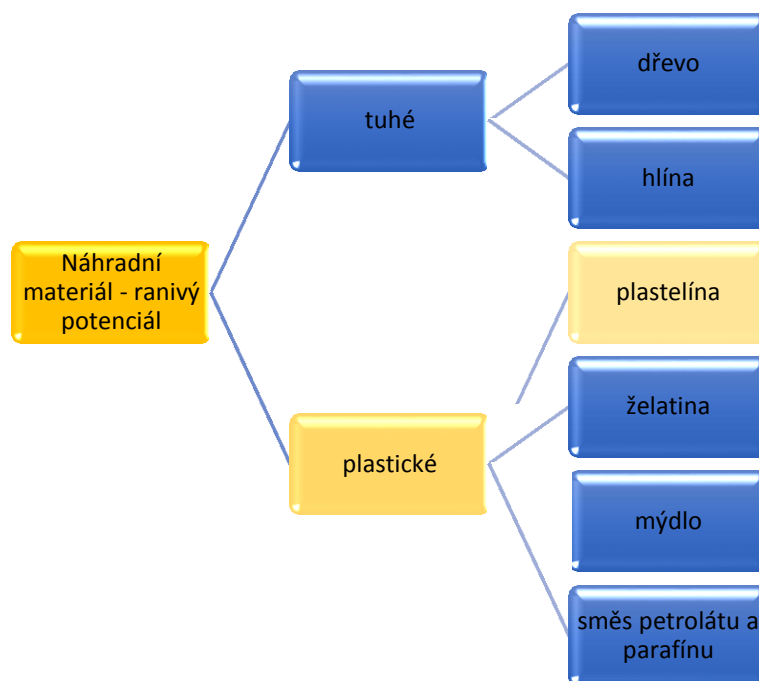 Náhradní
materiál - ranivý
potenciál
tuhé
dřevo
hlína
plastické
plastelína
želatina
mýdlo
směs petrolátu a
parafínu